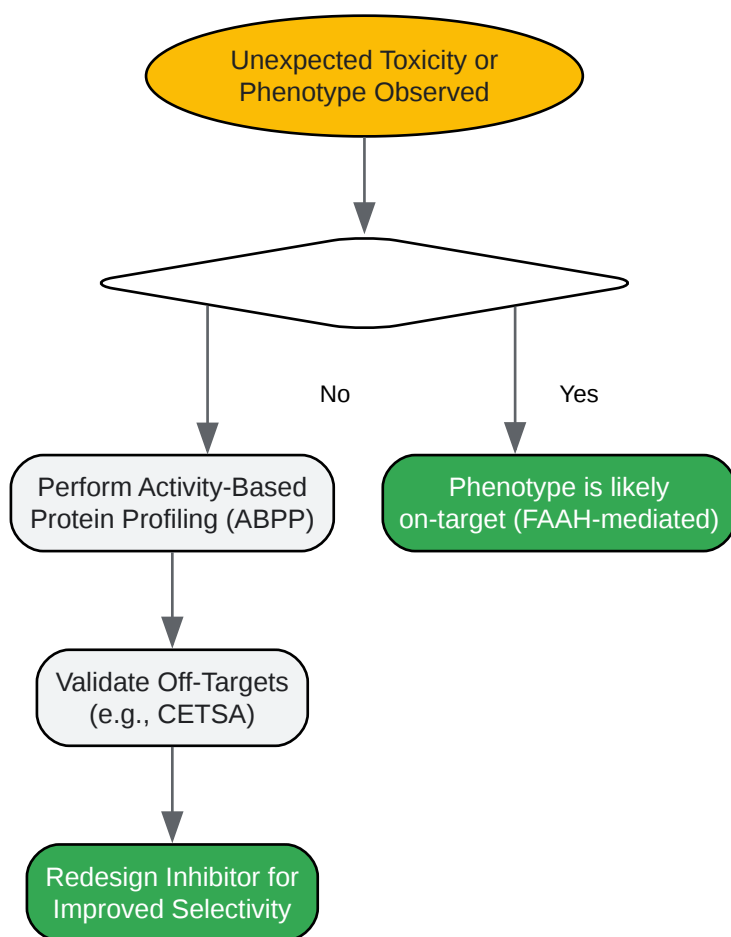 Unexpected Toxicity or
Phenotype Observed
No
Yes
Perform Activity-Based
Protein Profiling (ABPP)
Phenotype is likely
on-target (FAAH-mediated)
Validate Off-Targets
(e.g., CETSA)
Redesign Inhibitor for
Improved Selectivity